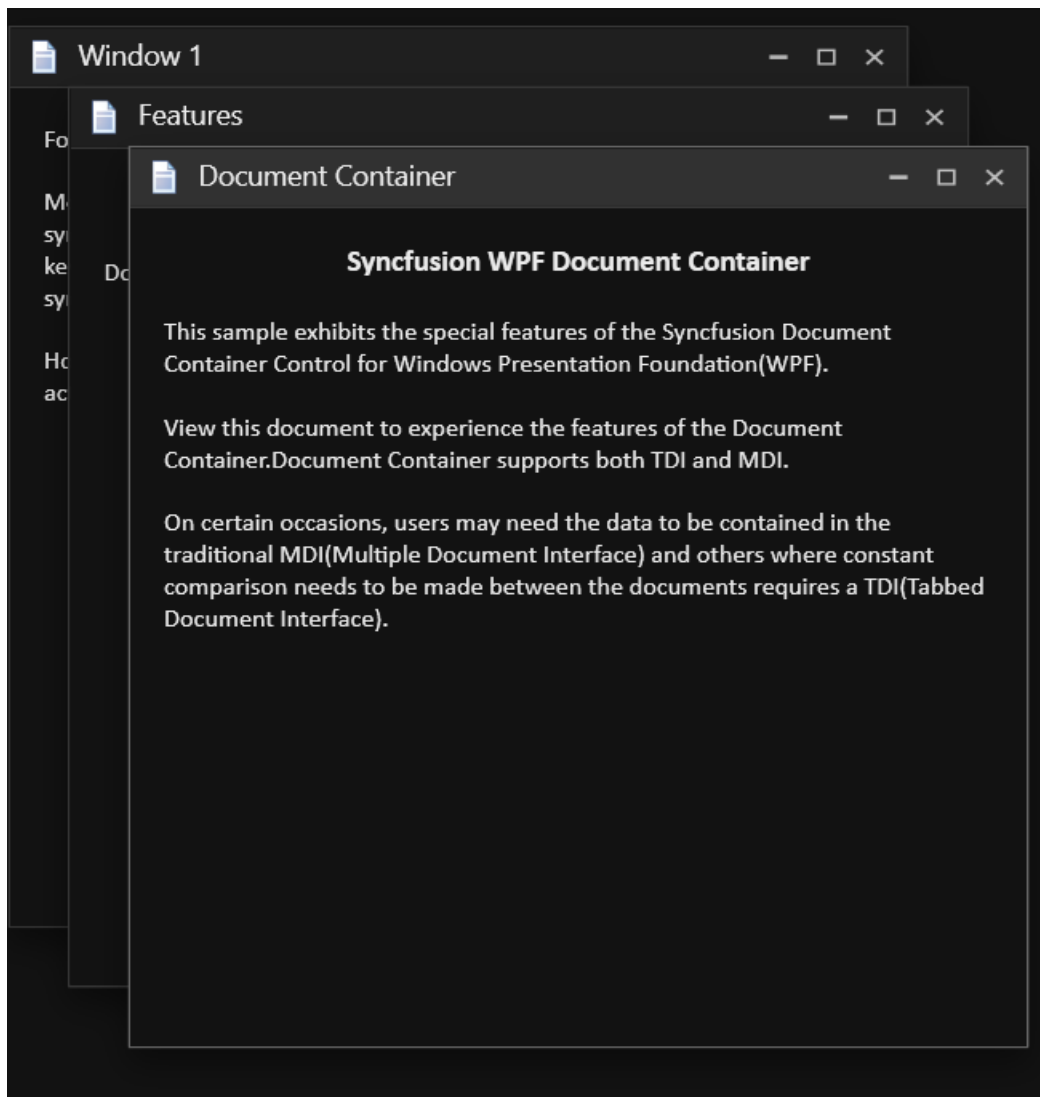 Window 1
Features
Document Container
Syncfusion WPF Document Container
This sample exhibits the special features of the Syncfusion Document
Container Control for Windows Presentation Foundation(WPF).
View this document to experience the features of the Document
Container.Document Container supports both TDI and MDI.
On certain occasions, users may need the data to be contained in the
traditional MDI(Multiple Document Interface) and others where constant
comparison needs to be made between the documents requires a TDI(Tabbed
Document Interface).